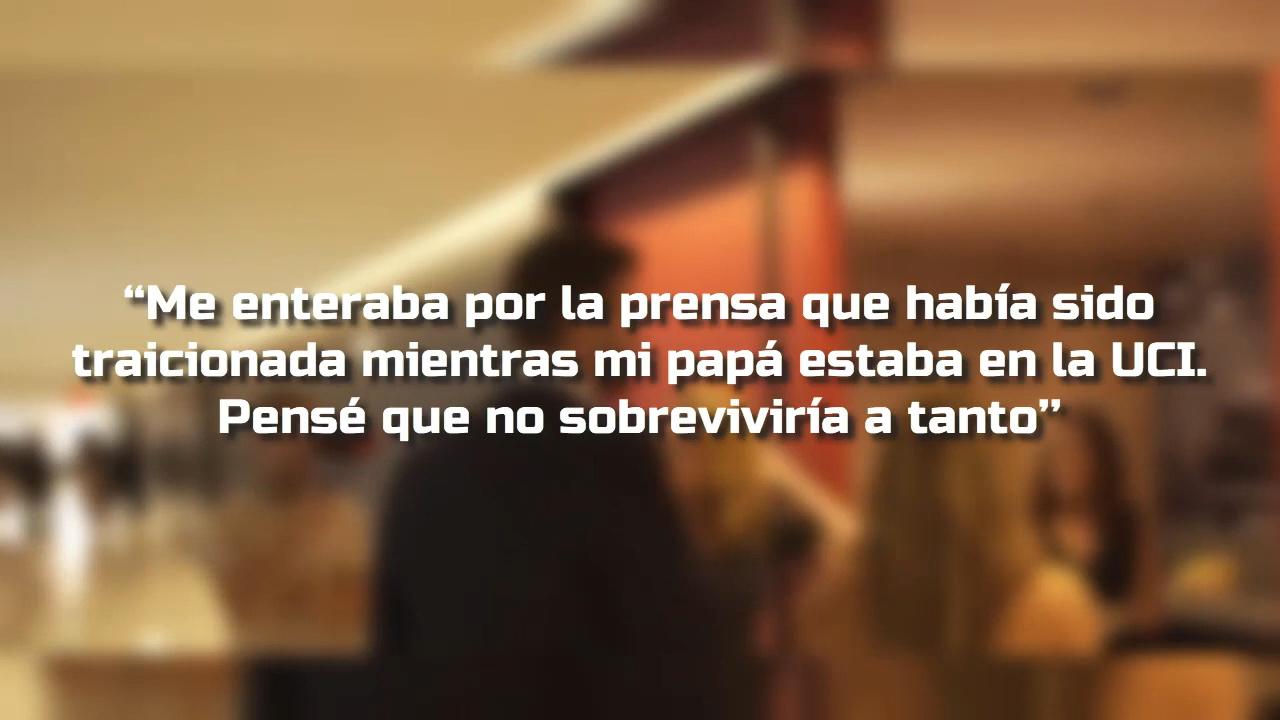 “Me enteraba por la prensa que había sido
traicionada mientras mi papá estaba en la UCI.
Pensé que no sobreviviría a tanto”